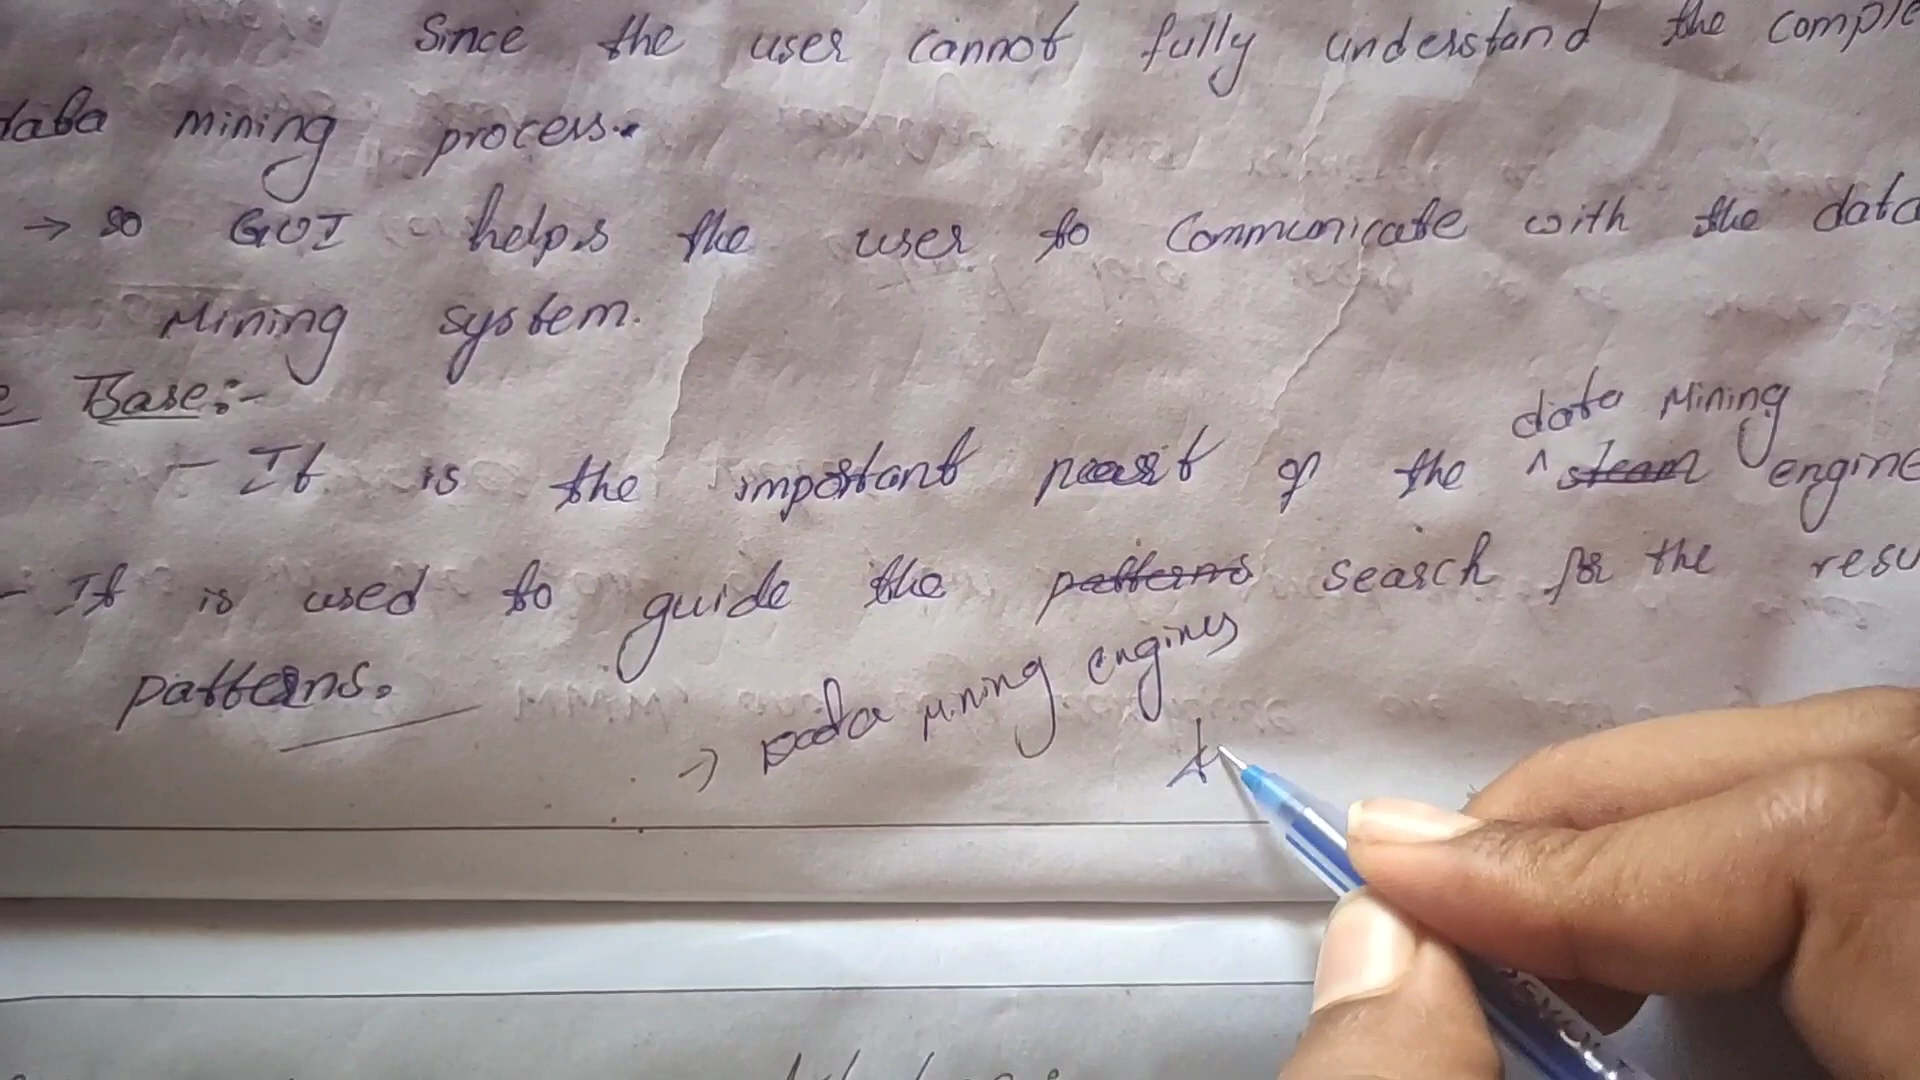 Since the user cannot fully understand the comple
data mining process.
→ so GUI helps the user to communicate with the data
Mining system.
e Base:-
data Mining
- It is the important part of the ^ steam engine
- It is used to guide the patterns search for the resu
patterns.
→ Data Mining engines